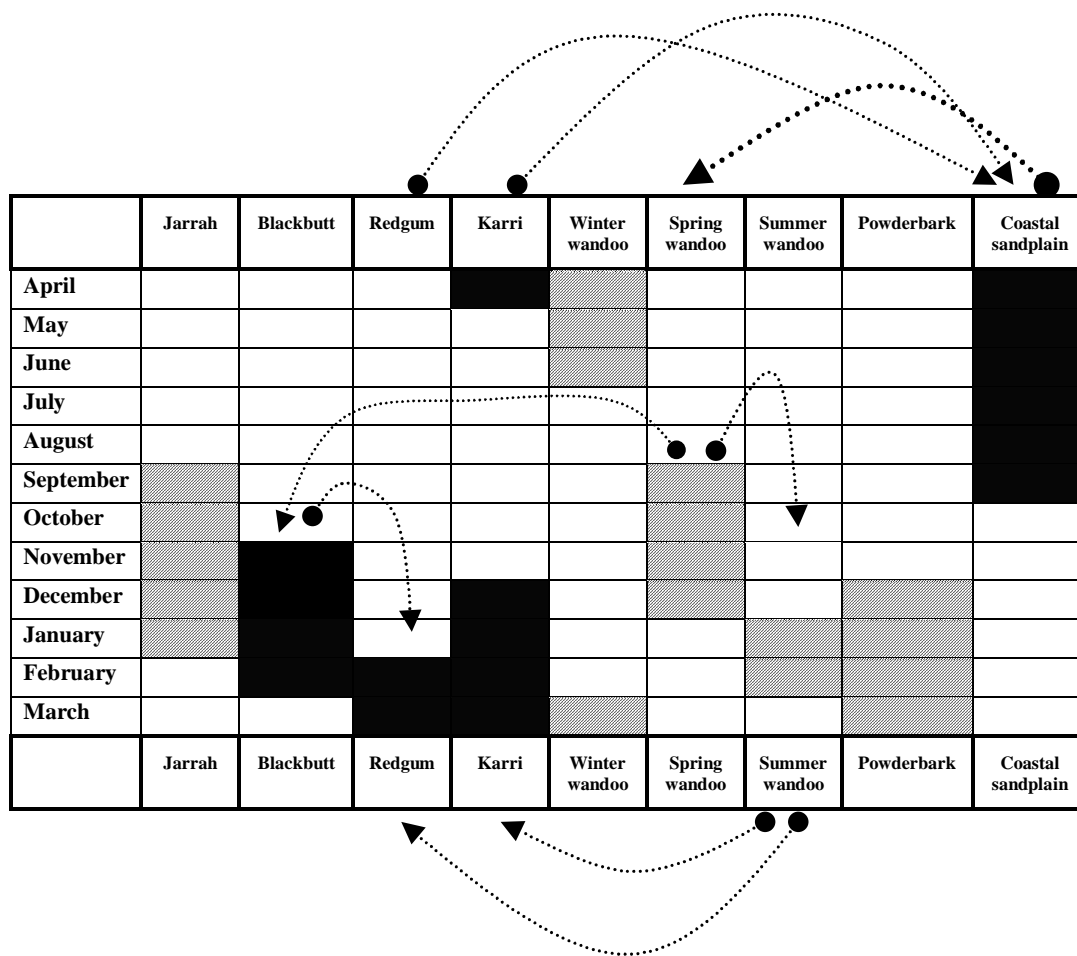 Jarrah Blackbutt Redgum Karri Winter Spring Summer Powderbark Coastal
wandoo wandoo wandoo sandplain
April
May
June
July
August
September
October
November
December
January
February
March
Jarrah Blackbutt Redgum Karri Winter Spring Summer Powderbark Coastal
wandoo wandoo wandoo sandplain